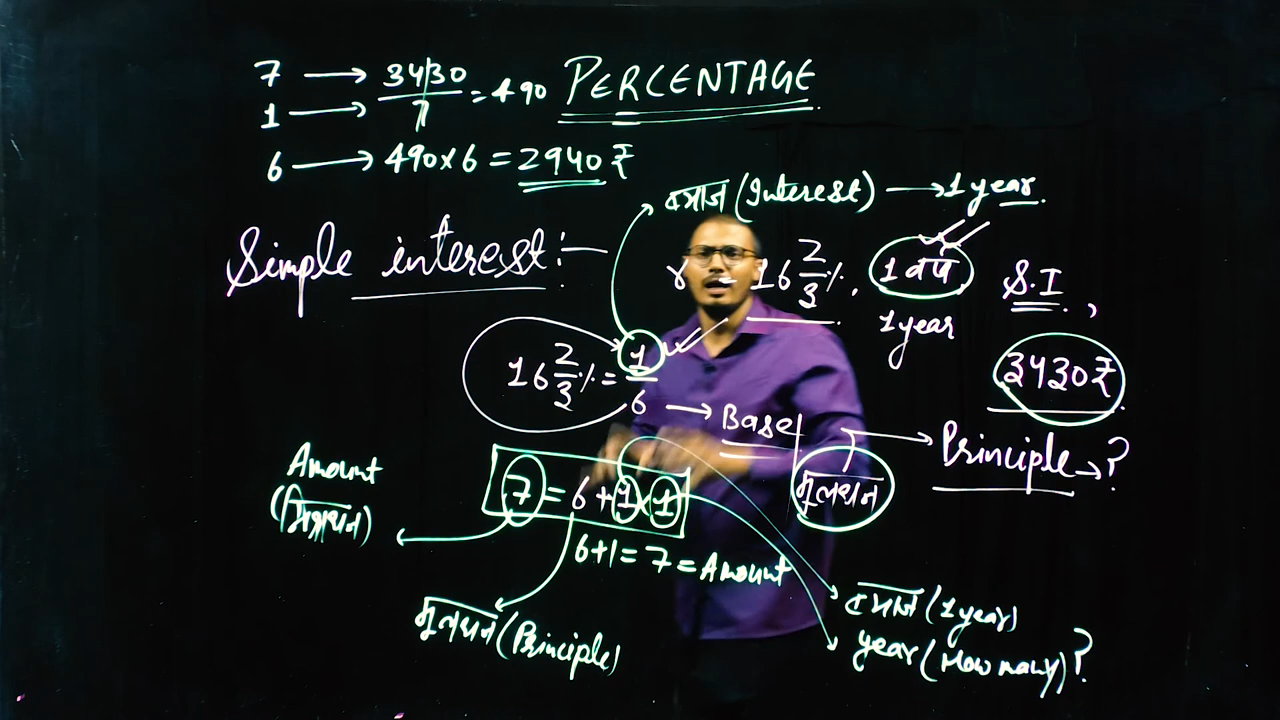 7 → 3430/7 = 490
1 →
PERCENTAGE
6 → 490×6 = 2940 ₹
ब्याज (Interest) → 1 year.
Simple interest :-
r 16 2/3 %, 1 वर्ष S.I,
1 year
3430 ₹
16 2/3 % = 1/6 → Base
मूलधन → Principle → ?
Amount
(मिश्रधन)
7 = 6 + 1 × 1
6+1 = 7 = Amount
मूलधन (Principle)
ब्याज (1 year)
year (How many)?